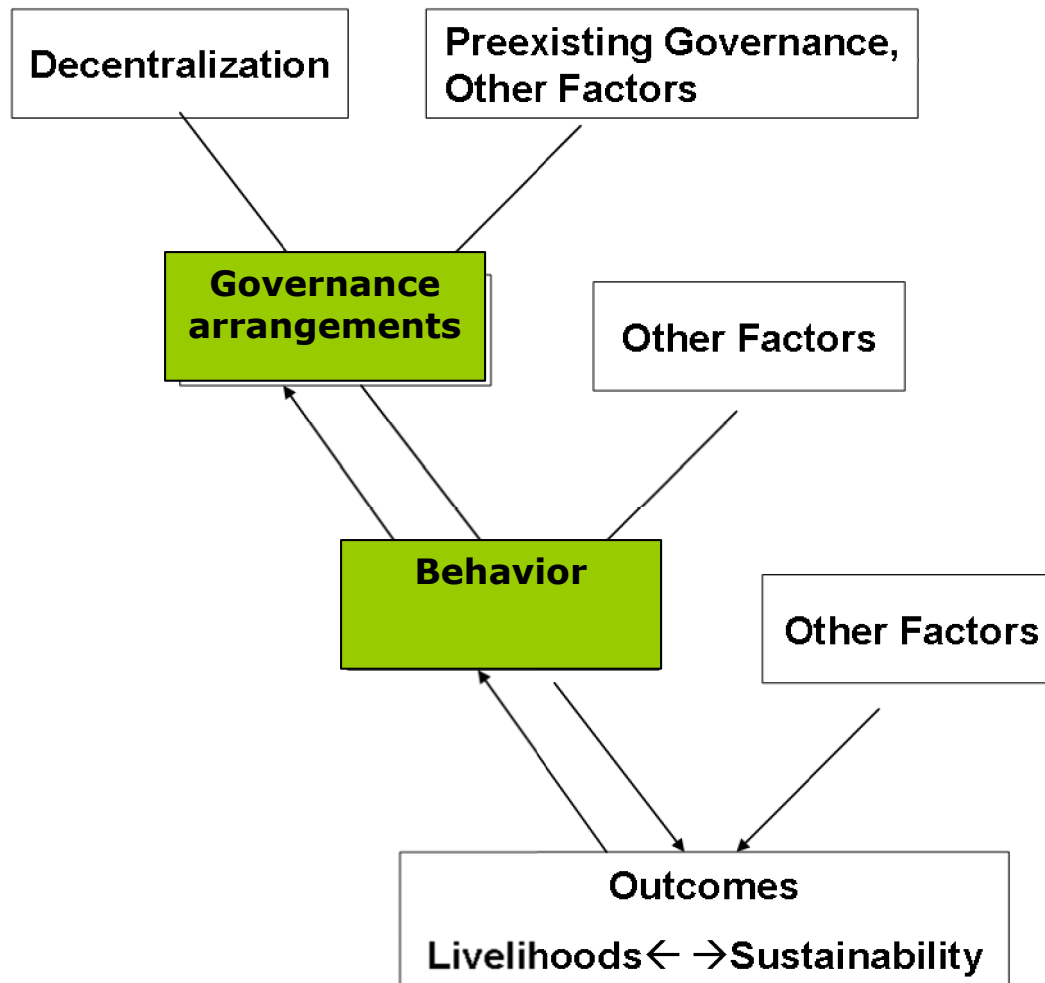 Decentralization
Preexisting Governance,
Other Factors
Governance
arrangements
Other Factors
Behavior
Other Factors
Outcomes
Livelihoods← →Sustainability